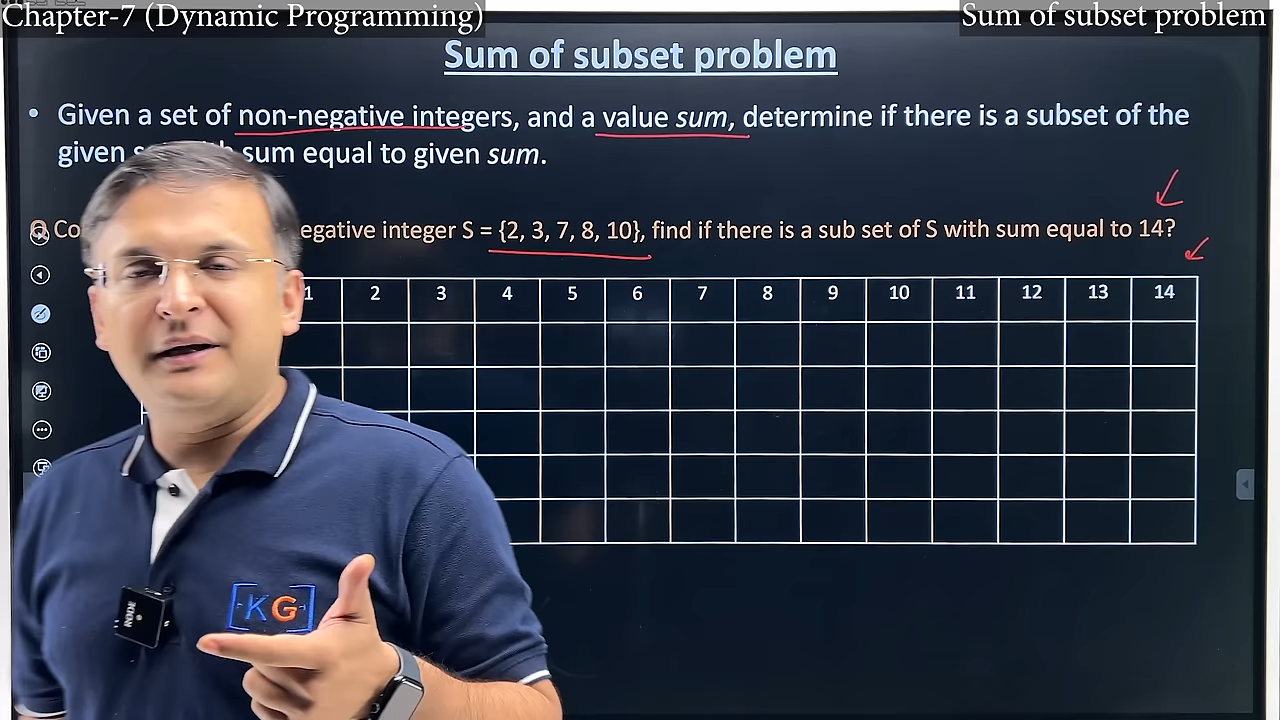 Chapter-7 (Dynamic Programming)
Sum of subset problem
Sum of subset problem
• Given a set of non-negative integers, and a value sum, determine if there is a subset of the
given sum equal to given sum.
Q egative integer S = {2, 3, 7, 8, 10}, find if there is a sub set of S with sum equal to 14?
1 2 3 4 5 6 7 8 9 10 11 12 13 14
KG